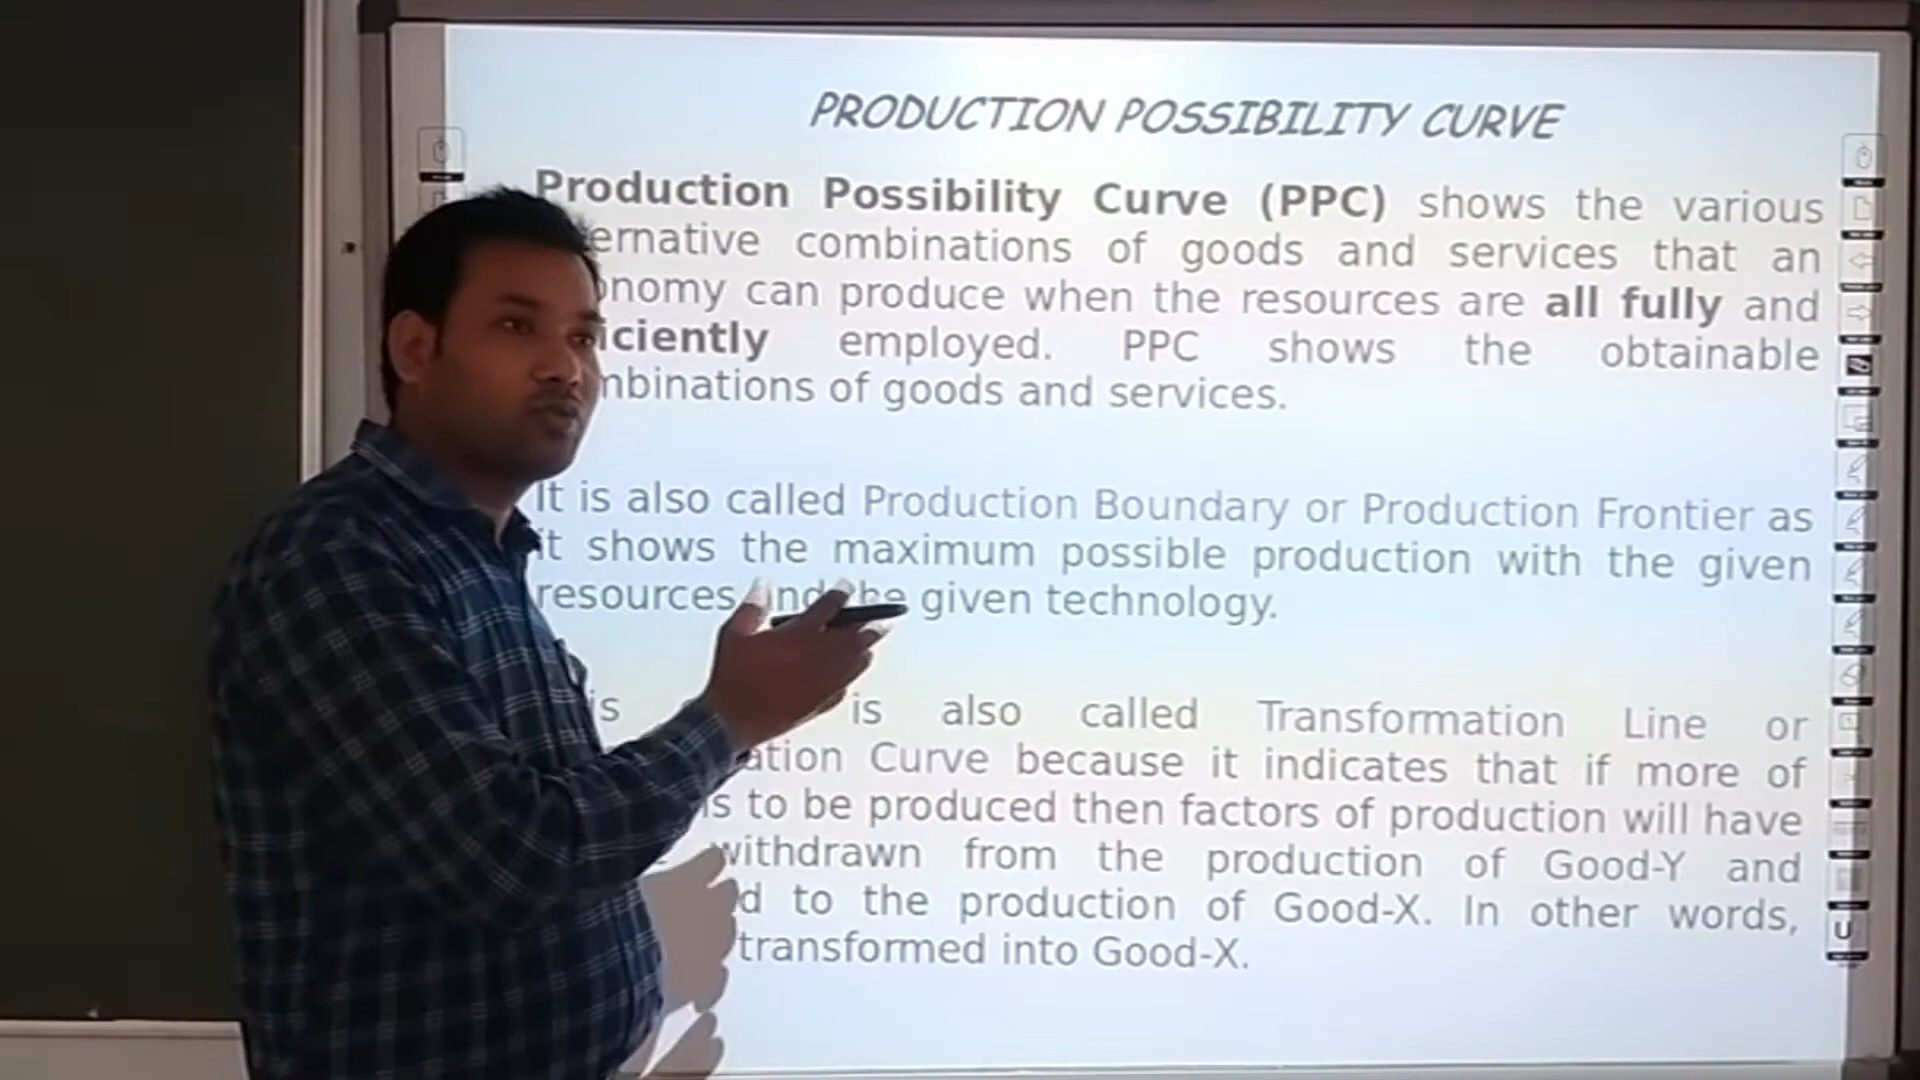 PRODUCTION POSSIBILITY CURVE
Production Possibility Curve (PPC) shows the various
ernative combinations of goods and services that an
onomy can produce when the resources are all fully and
iciently employed. PPC shows the obtainable
mbinations of goods and services.
It is also called Production Boundary or Production Frontier as
it shows the maximum possible production with the given
resources and the given technology.
is is also called Transformation Line or
ation Curve because it indicates that if more of
is to be produced then factors of production will have
withdrawn from the production of Good-Y and
d to the production of Good-X. In other words,
transformed into Good-X.